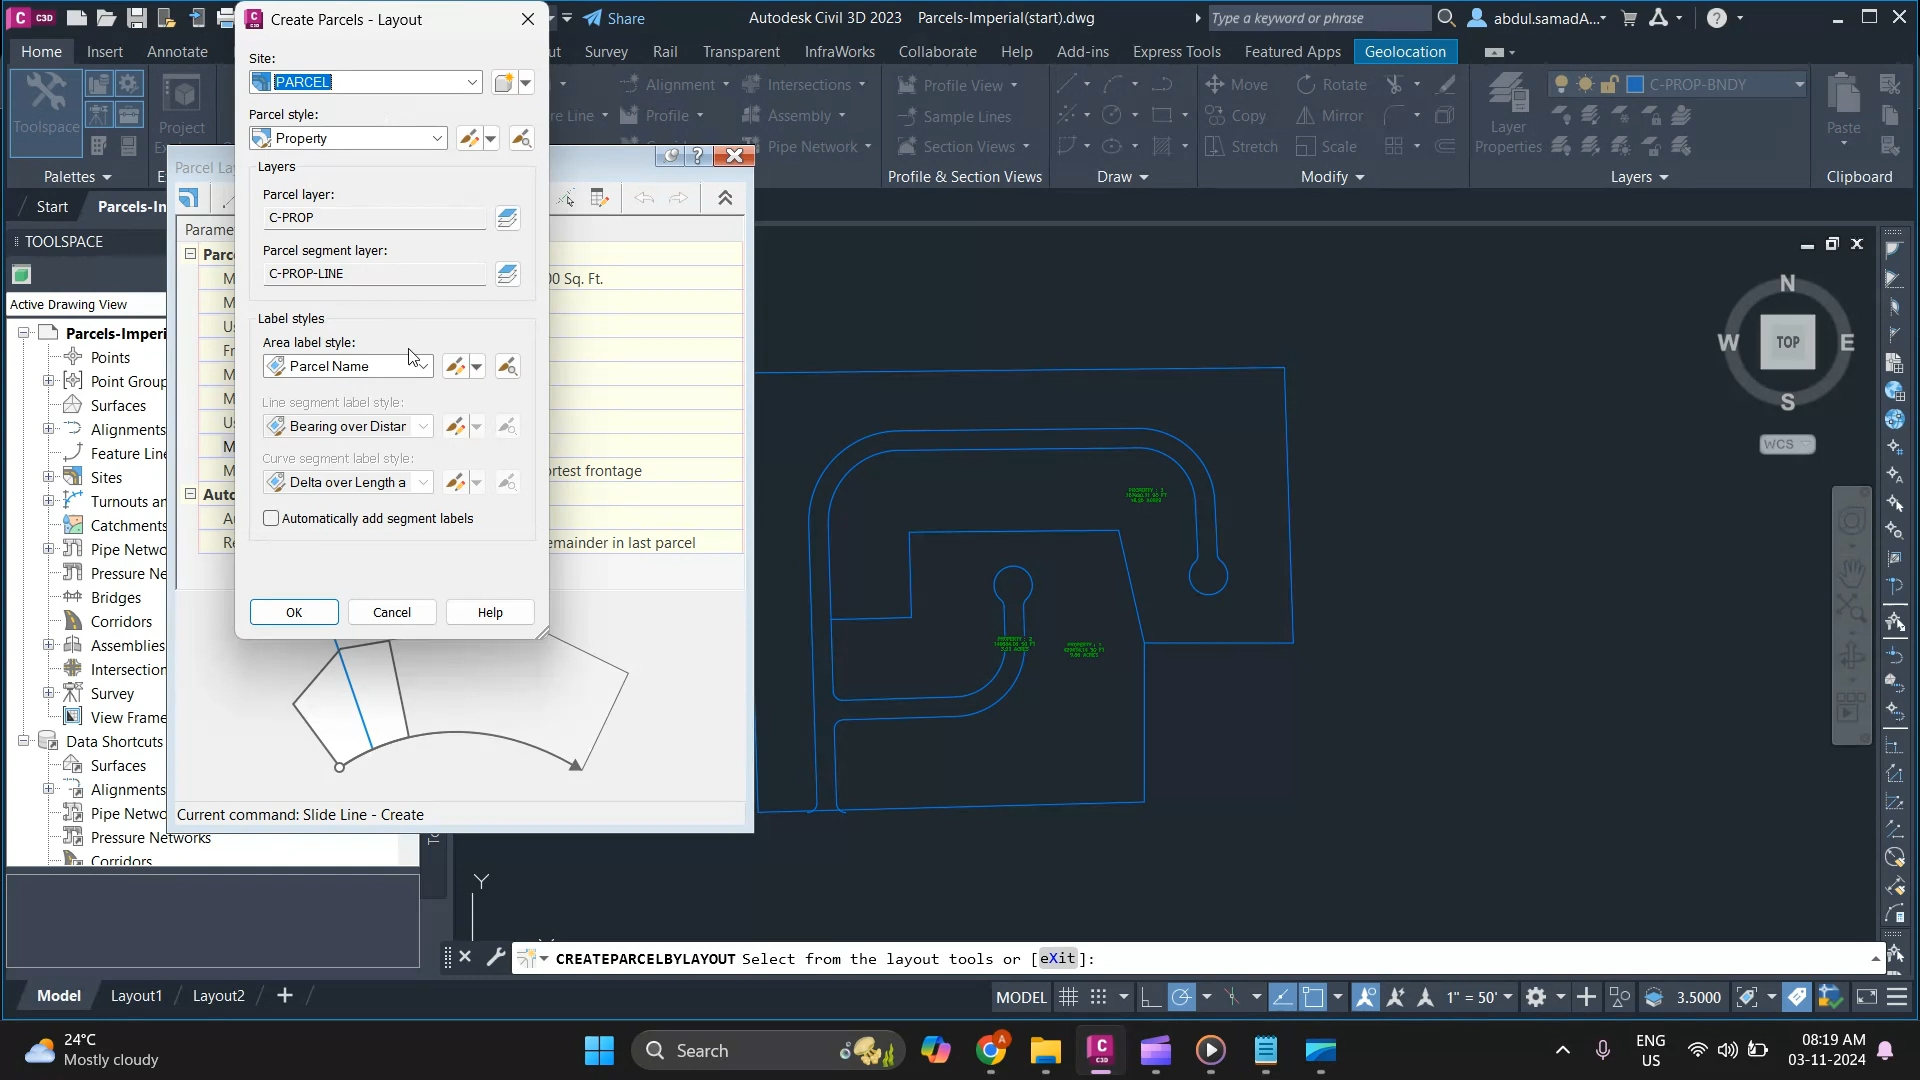 C3D
Share
Autodesk Civil 3D 2023 Parcels-Imperial(start).dwg
Type a keyword or phrase
abdul.samadA...
Create Parcels - Layout
Home
Insert
Annotate
ut
Survey
Rail
Transparent
InfraWorks
Collaborate
Help
Add-ins
Express Tools
Featured Apps
Geolocation
Toolspace
Project
Palettes
Alignment
Intersections
re Line
Profile
Assembly
Pipe Network
Profile View
Sample Lines
Section Views
Profile & Section Views
Draw
Move
Rotate
Copy
Mirror
Stretch
Scale
Modify
Layer
Properties
C-PROP-BNDY
Layers
Paste
Clipboard
Start
Parcels-In
TOOLSPACE
Active Drawing View
Parcels-Imperi
Points
Point Group
Surfaces
Alignments
Feature Line
Sites
Turnouts an
Catchments
Pipe Netwo
Pressure Ne
Bridges
Corridors
Assemblies
Intersection
Survey
View Frame
Data Shortcuts
Surfaces
Alignments
Pipe Netwo
Pressure Networks
Corridors
Site:
PARCEL
Parcel style:
Property
Layers
Parcel layer:
C-PROP
Parcel segment layer:
C-PROP-LINE
Label styles
Area label style:
Parcel Name
Line segment label style:
Bearing over Distar
Curve segment label style:
Delta over Length a
Automatically add segment labels
OK
Cancel
Help
Parcel Lay
Parame
Parc
00 Sq. Ft.
ortest frontage
Auto
emainder in last parcel
Current command: Slide Line - Create
N
W
TOP
E
S
WCS
Y
CREATEPARCELBYLAYOUT Select from the layout tools or [eXit]:
Model
Layout1
Layout2
MODEL
1" = 50'
3.5000
24°C
Mostly cloudy
Search
ENG
US
08:19 AM
03-11-2024